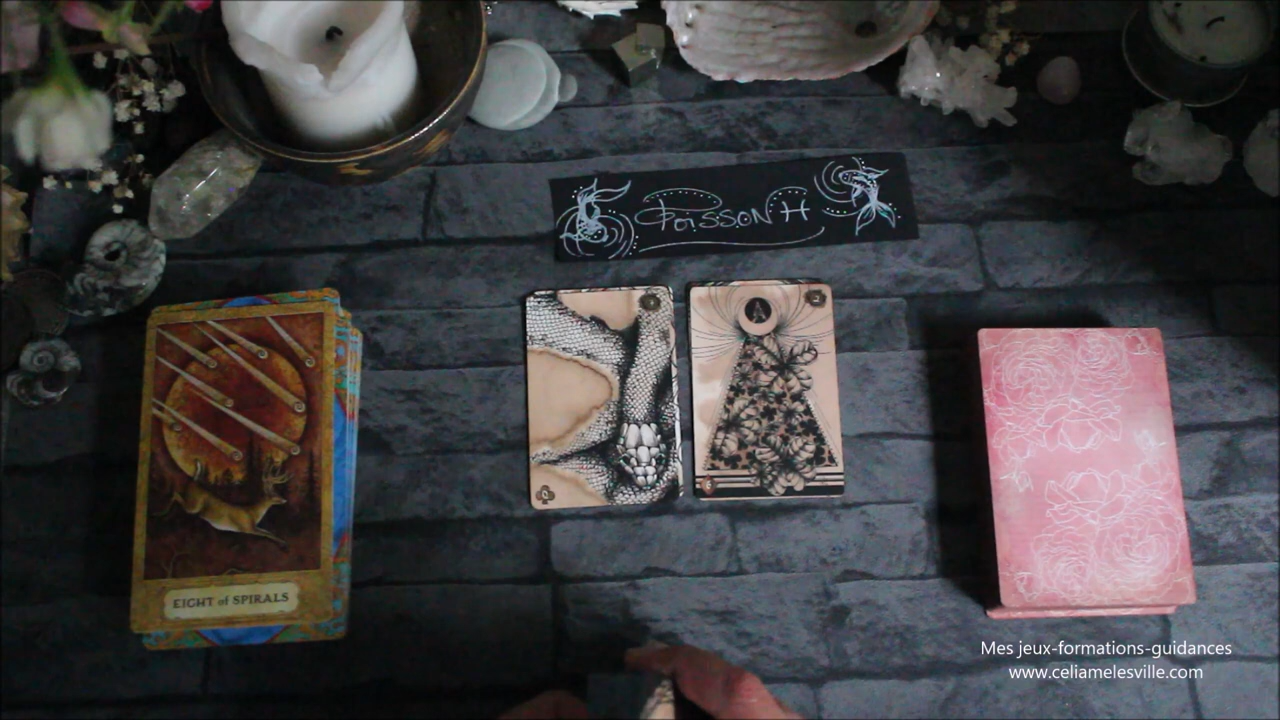 PoissoN H
EIGHT of SPIRALS
Mes jeux-formations-guidances
www.celiamelesville.com